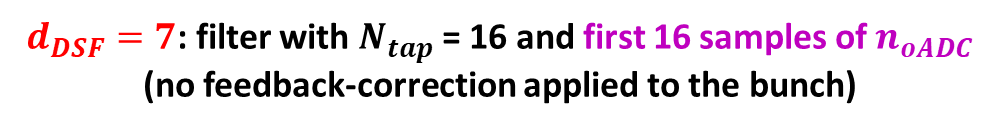 d_DSF = 7: filter with N_tap = 16 and first 16 samples of n_oADC
(no feedback-correction applied to the bunch)